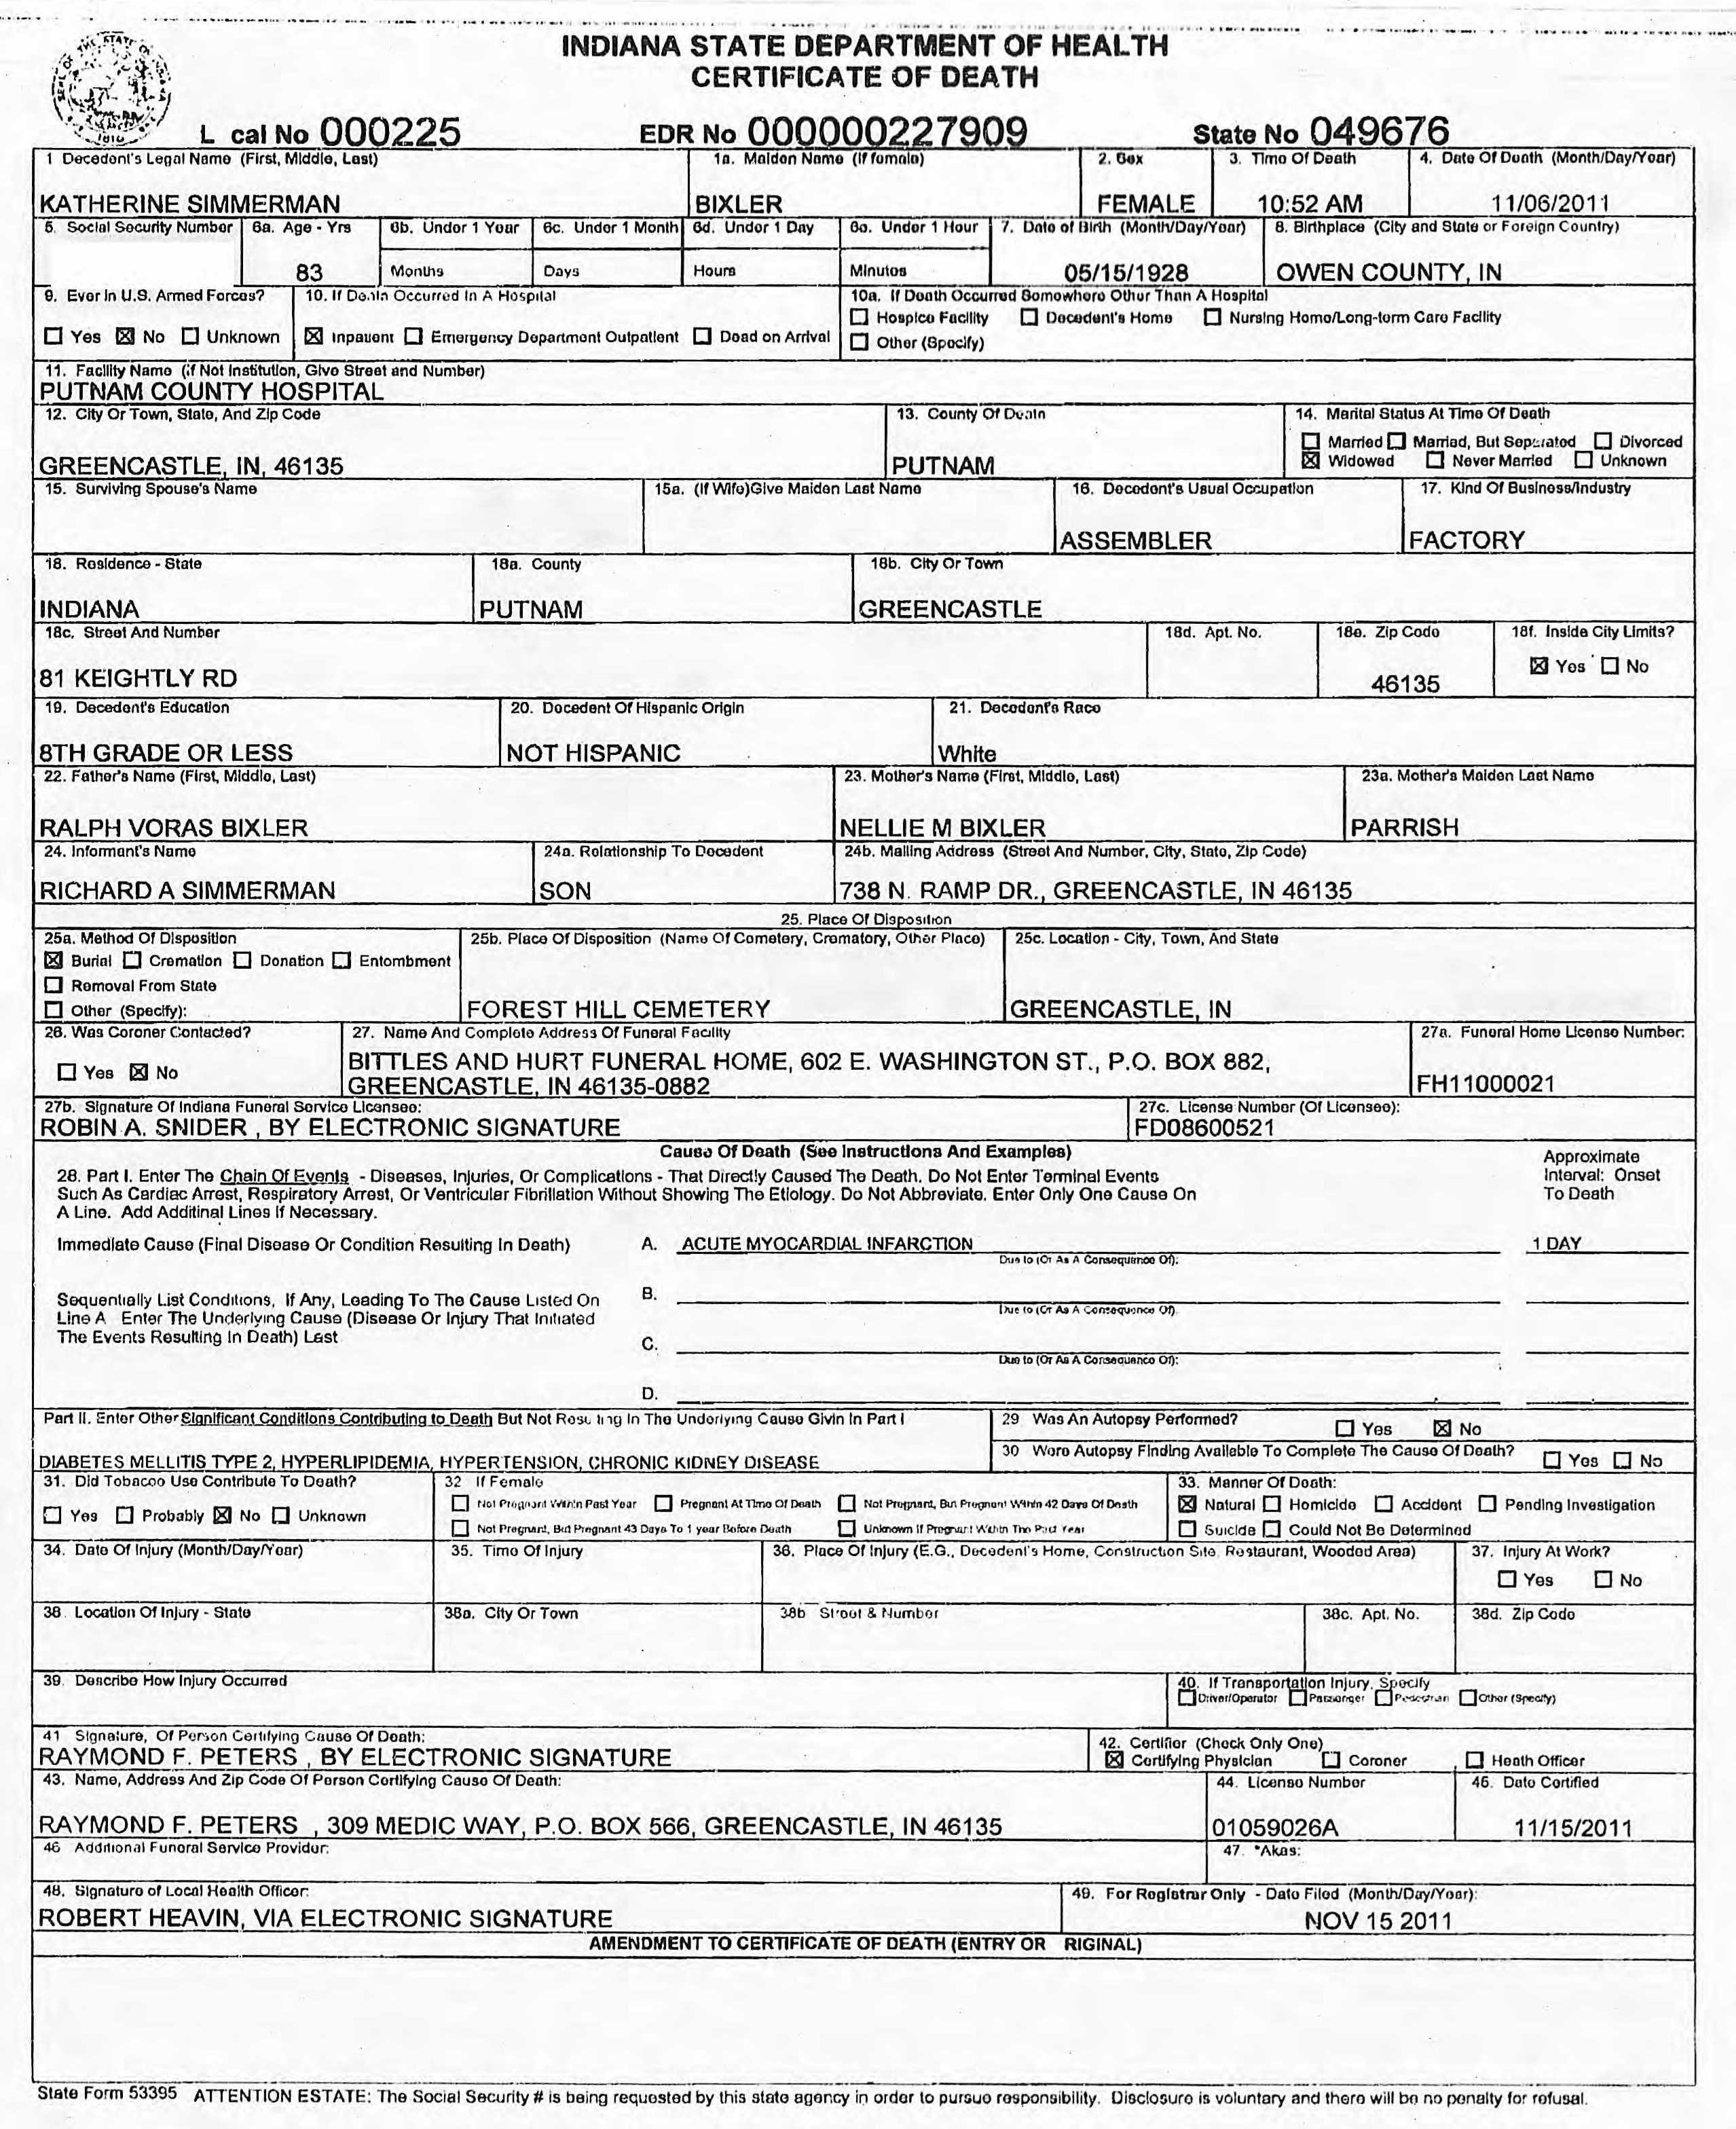 INDIANA STATE DEPARTMENT OF HEALTH
CERTIFICATE OF DEATH
L cal No 000225 EDR No 000000227909 State No 049676
1 Decedent's Legal Name (First, Middle, Last) 1a. Maiden Name (If female) 2. Sex 3. Time Of Death 4. Date Of Death (Month/Day/Year)
KATHERINE SIMMERMAN BIXLER FEMALE 10:52 AM 11/06/2011
5. Social Security Number 6a. Age - Yrs 6b. Under 1 Year 6c. Under 1 Month 6d. Under 1 Day 6e. Under 1 Hour 7. Date of Birth (Month/Day/Year) 8. Birthplace (City and State or Foreign Country)
83 Months Days Hours Minutes 05/15/1928 OWEN COUNTY, IN
9. Ever In U.S. Armed Forces? 10. If Death Occurred In A Hospital 10a. If Death Occurred Somewhere Other Than A Hospital
☐ Hospice Facility ☐ Decedent's Home ☐ Nursing Home/Long-term Care Facility
☐ Yes ☒ No ☐ Unknown ☒ Inpatient ☐ Emergency Department Outpatient ☐ Dead on Arrival ☐ Other (Specify)
11. Facility Name (if Not Institution, Give Street and Number)
PUTNAM COUNTY HOSPITAL
12. City Or Town, State, And Zip Code 13. County Of Death 14. Marital Status At Time Of Death
☐ Married ☐ Married, But Separated ☐ Divorced
GREENCASTLE, IN, 46135 PUTNAM ☒ Widowed ☐ Never Married ☐ Unknown
15. Surviving Spouse's Name 15a. (If Wife)Give Maiden Last Name 16. Decedent's Usual Occupation 17. Kind Of Business/Industry
ASSEMBLER FACTORY
18. Residence - State 18a. County 18b. City Or Town
INDIANA PUTNAM GREENCASTLE
18c. Street And Number 18d. Apt. No. 18e. Zip Code 18f. Inside City Limits?
81 KEIGHTLY RD 46135 ☒ Yes ☐ No
19. Decedent's Education 20. Decedent Of Hispanic Origin 21. Decedent's Race
8TH GRADE OR LESS NOT HISPANIC White
22. Father's Name (First, Middle, Last) 23. Mother's Name (First, Middle, Last) 23a. Mother's Maiden Last Name
RALPH VORAS BIXLER NELLIE M BIXLER PARRISH
24. Informant's Name 24a. Relationship To Decedent 24b. Mailing Address (Street And Number, City, State, Zip Code)
RICHARD A SIMMERMAN SON 738 N. RAMP DR., GREENCASTLE, IN 46135
25. Place Of Disposition
25a. Method Of Disposition 25b. Place Of Disposition (Name Of Cemetery, Crematory, Other Place) 25c. Location - City, Town, And State
☒ Burial ☐ Cremation ☐ Donation ☐ Entombment
☐ Removal From State
☐ Other (Specify): FOREST HILL CEMETERY GREENCASTLE, IN
26. Was Coroner Contacted? 27. Name And Complete Address Of Funeral Facility 27a. Funeral Home License Number:
☐ Yes ☒ No BITTLES AND HURT FUNERAL HOME, 602 E. WASHINGTON ST., P.O. BOX 882,
GREENCASTLE, IN 46135-0882 FH11000021
27b. Signature Of Indiana Funeral Service Licensee: 27c. License Number (Of Licensee):
ROBIN A. SNIDER , BY ELECTRONIC SIGNATURE FD08600521
Cause Of Death (See Instructions And Examples)
28. Part I. Enter The Chain Of Events - Diseases, Injuries, Or Complications - That Directly Caused The Death. Do Not Enter Terminal Events
Such As Cardiac Arrest, Respiratory Arrest, Or Ventricular Fibrillation Without Showing The Etiology. Do Not Abbreviate. Enter Only One Cause On
A Line. Add Additinal Lines If Necessary.
Approximate
Interval: Onset
To Death
Immediate Cause (Final Disease Or Condition Resulting In Death) A. ACUTE MYOCARDIAL INFARCTION 1 DAY
Due to (Or As A Consequence Of):
Sequentially List Conditions, If Any, Leading To The Cause Listed On B.
Line A Enter The Underlying Cause (Disease Or Injury That Initiated Due to (Or As A Consequence Of).
The Events Resulting In Death) Last
C.
Due to (Or As A Consequence Of):
D.
Part II. Enter Other Significant Conditions Contributing to Death But Not Resulting In The Underlying Cause Givin In Part I 29 Was An Autopsy Performed? ☐ Yes ☒ No
DIABETES MELLITIS TYPE 2, HYPERLIPIDEMIA, HYPERTENSION, CHRONIC KIDNEY DISEASE 30 Were Autopsy Finding Available To Complete The Cause Of Death? ☐ Yes ☐ No
31. Did Tobacco Use Contribute To Death? 32 If Female 33. Manner Of Death:
☐ Yes ☐ Probably ☒ No ☐ Unknown ☐ Not Pregnant Within Past Year ☐ Pregnant At Time Of Death ☐ Not Pregnant, But Pregnant Within 42 Days Of Death ☒ Natural ☐ Homicide ☐ Accident ☐ Pending Investigation
☐ Not Pregnant, But Pregnant 43 Days To 1 year Before Death ☐ Unknown If Pregnant Within The Past Year ☐ Suicide ☐ Could Not Be Determined
34. Date Of Injury (Month/Day/Year) 35. Time Of Injury 36. Place Of Injury (E.G., Decedent's Home, Construction Site, Restaurant, Wooded Area) 37. Injury At Work?
☐ Yes ☐ No
38. Location Of Injury - State 38a. City Or Town 38b Street & Number 38c. Apt. No. 38d. Zip Code
39. Describe How Injury Occurred 40. If Transportation Injury, Specify
☐ Driver/Operator ☐ Passenger ☐ Pedestrian ☐ Other (Specify)
41 Signature, Of Person Certifying Cause Of Death: 42. Certifier (Check Only One)
RAYMOND F. PETERS , BY ELECTRONIC SIGNATURE ☒ Certifying Physician ☐ Coroner ☐ Heath Officer
43. Name, Address And Zip Code Of Person Certifying Cause Of Death: 44. License Number 45. Date Certified
RAYMOND F. PETERS , 309 MEDIC WAY, P.O. BOX 566, GREENCASTLE, IN 46135 01059026A 11/15/2011
46 Additional Funeral Service Provider: 47. *Akas:
48. Signature of Local Health Officer: 49. For Registrar Only - Date Filed (Month/Day/Year):
ROBERT HEAVIN, VIA ELECTRONIC SIGNATURE NOV 15 2011
AMENDMENT TO CERTIFICATE OF DEATH (ENTRY OR RIGINAL)
State Form 53395 ATTENTION ESTATE: The Social Security # is being requested by this state agency in order to pursue responsibility. Disclosure is voluntary and there will be no penalty for refusal.